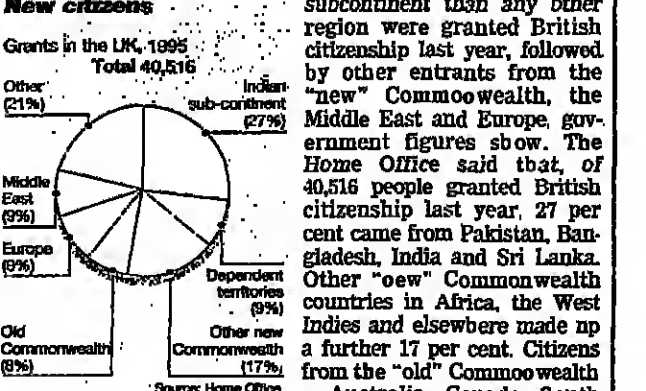 New citizens
Grants in the UK, 1995
Total 40,516
Other
(21%)
Indian
sub-continent
(27%)
Middle
East
(9%)
Europe
(8%)
Old
Commonwealth
(8%)
Dependent
territories
(9%)
Other new
Commonwealth
(17%)
Source: Home Office
subcontinent than any other
region were granted British
citizenship last year, followed
by other entrants from the
"new" Commoowealth, the
Middle East and Europe, gov-
ernment figures sbow. The
Home Office said tbat, of
40,516 people granted British
citizenship last year, 27 per
cent came from Pakistan, Ban-
gladesh, India and Sri Lanka.
Other "oew" Commonwealth
countries in Africa, the West
Indies and elsewbere made np
a further 17 per cent. Citizens
from the "old" Commoowealth
Australia, Canada, South